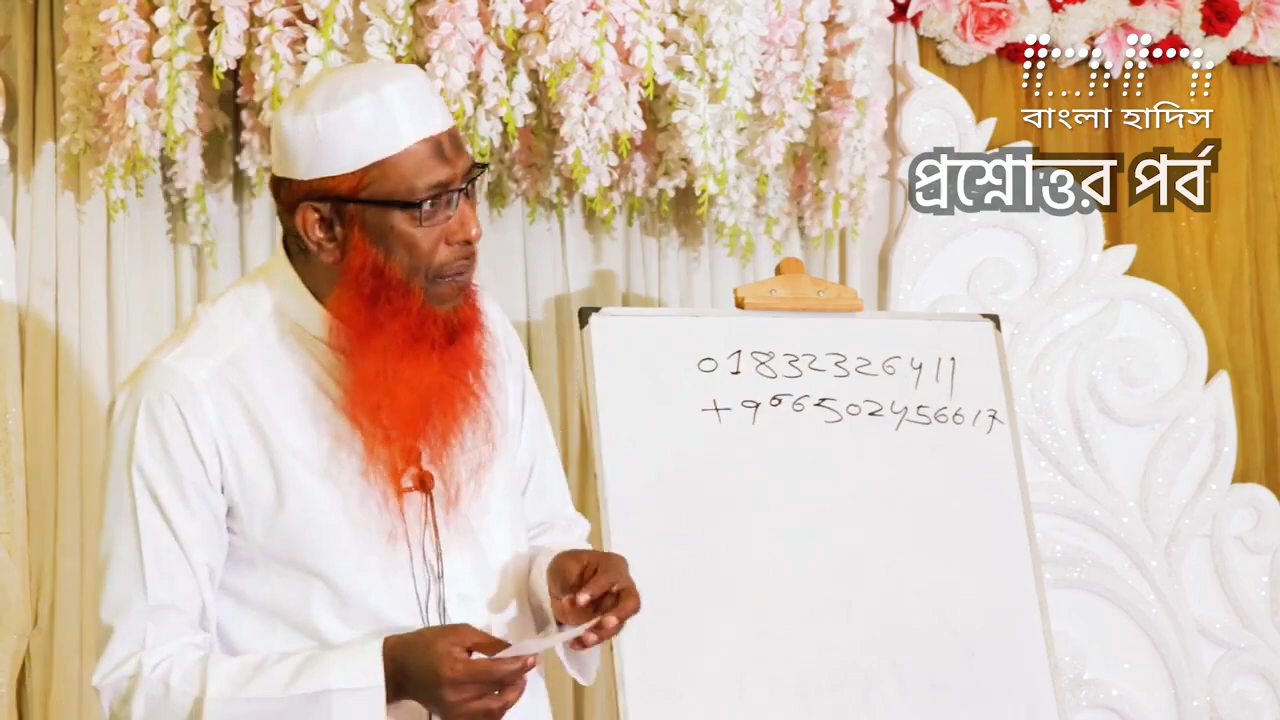 বাংলা হাদিস
প্রশ্নোত্তর পর্ব
01832326411
+966502456617